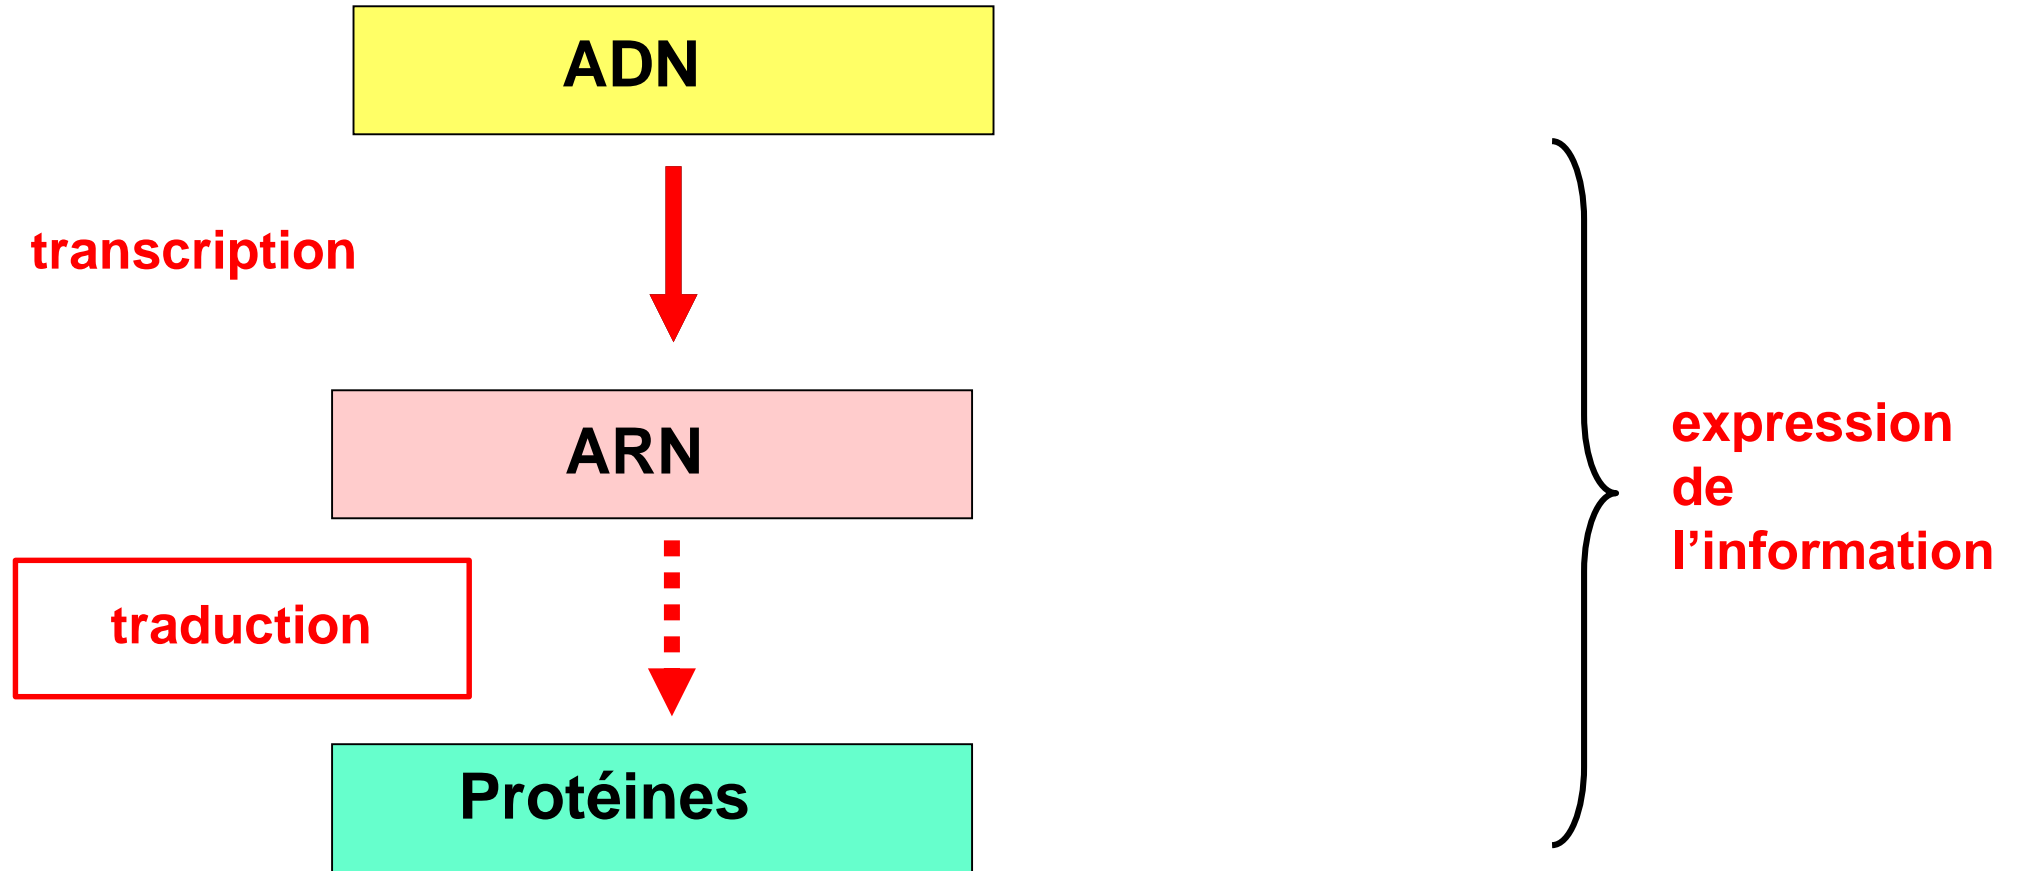 ADN
transcription
ARN
traduction
Protéines
expression
de
l’information